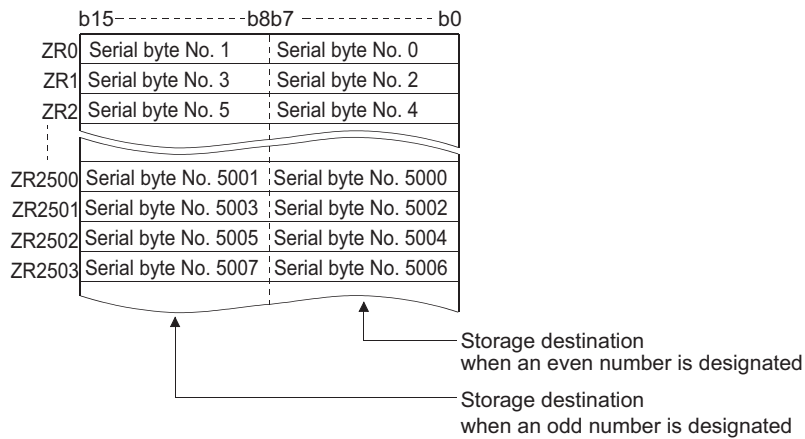 b15 b8b7 b0
ZR0 Serial byte No. 1 Serial byte No. 0
ZR1 Serial byte No. 3 Serial byte No. 2
ZR2 Serial byte No. 5 Serial byte No. 4
ZR2500 Serial byte No. 5001 Serial byte No. 5000
ZR2501 Serial byte No. 5003 Serial byte No. 5002
ZR2502 Serial byte No. 5005 Serial byte No. 5004
ZR2503 Serial byte No. 5007 Serial byte No. 5006
Storage destination
when an even number is designated
Storage destination
when an odd number is designated